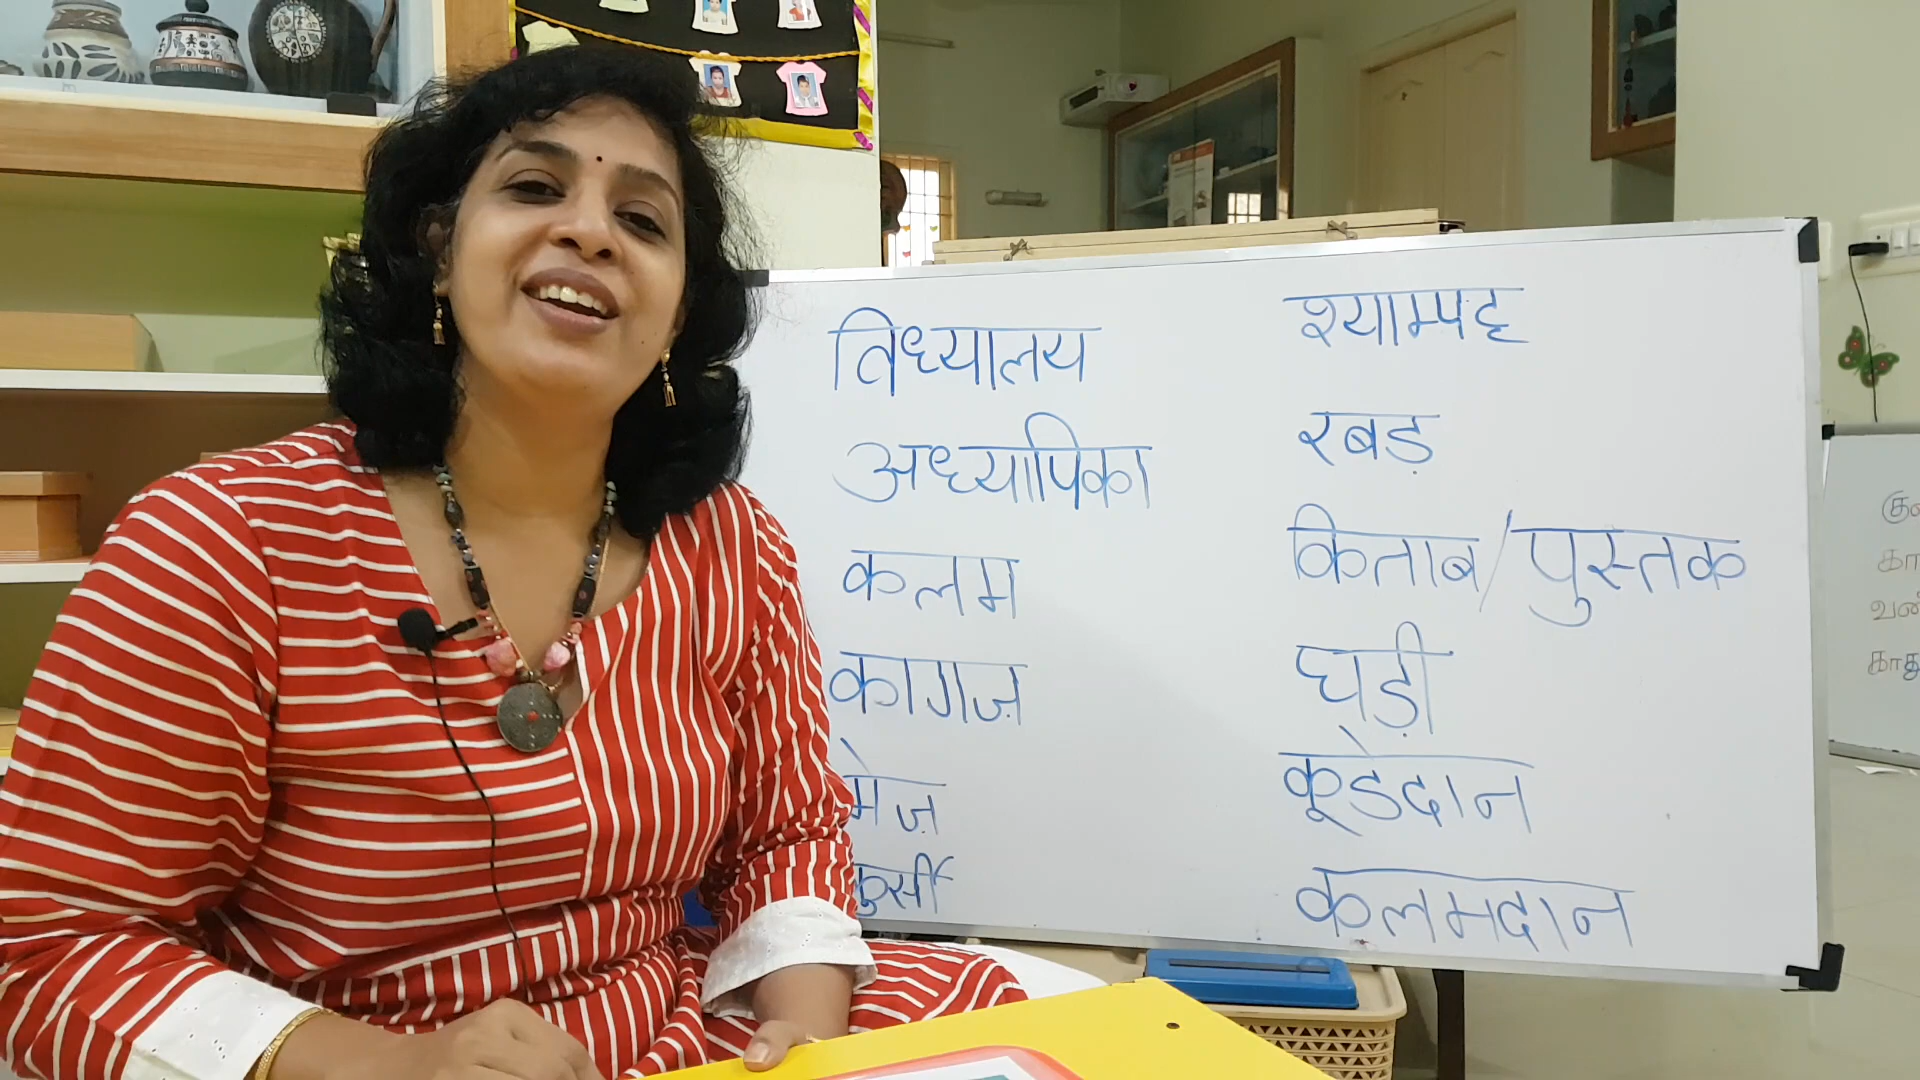 विध्यालय
अध्यापिका
कलम
कागज़
मेज़
कुर्सी
श्यामपट्ट
रबड़
किताब/पुस्तक
घड़ी
कूडेदान
कलमदान